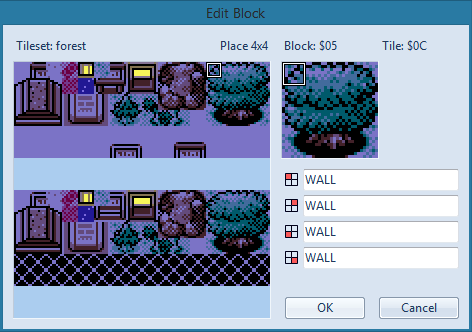 Edit Block
Tileset: forest Place 4x4 Block: $05 Tile: $0C
WALL
WALL
WALL
WALL
OK Cancel